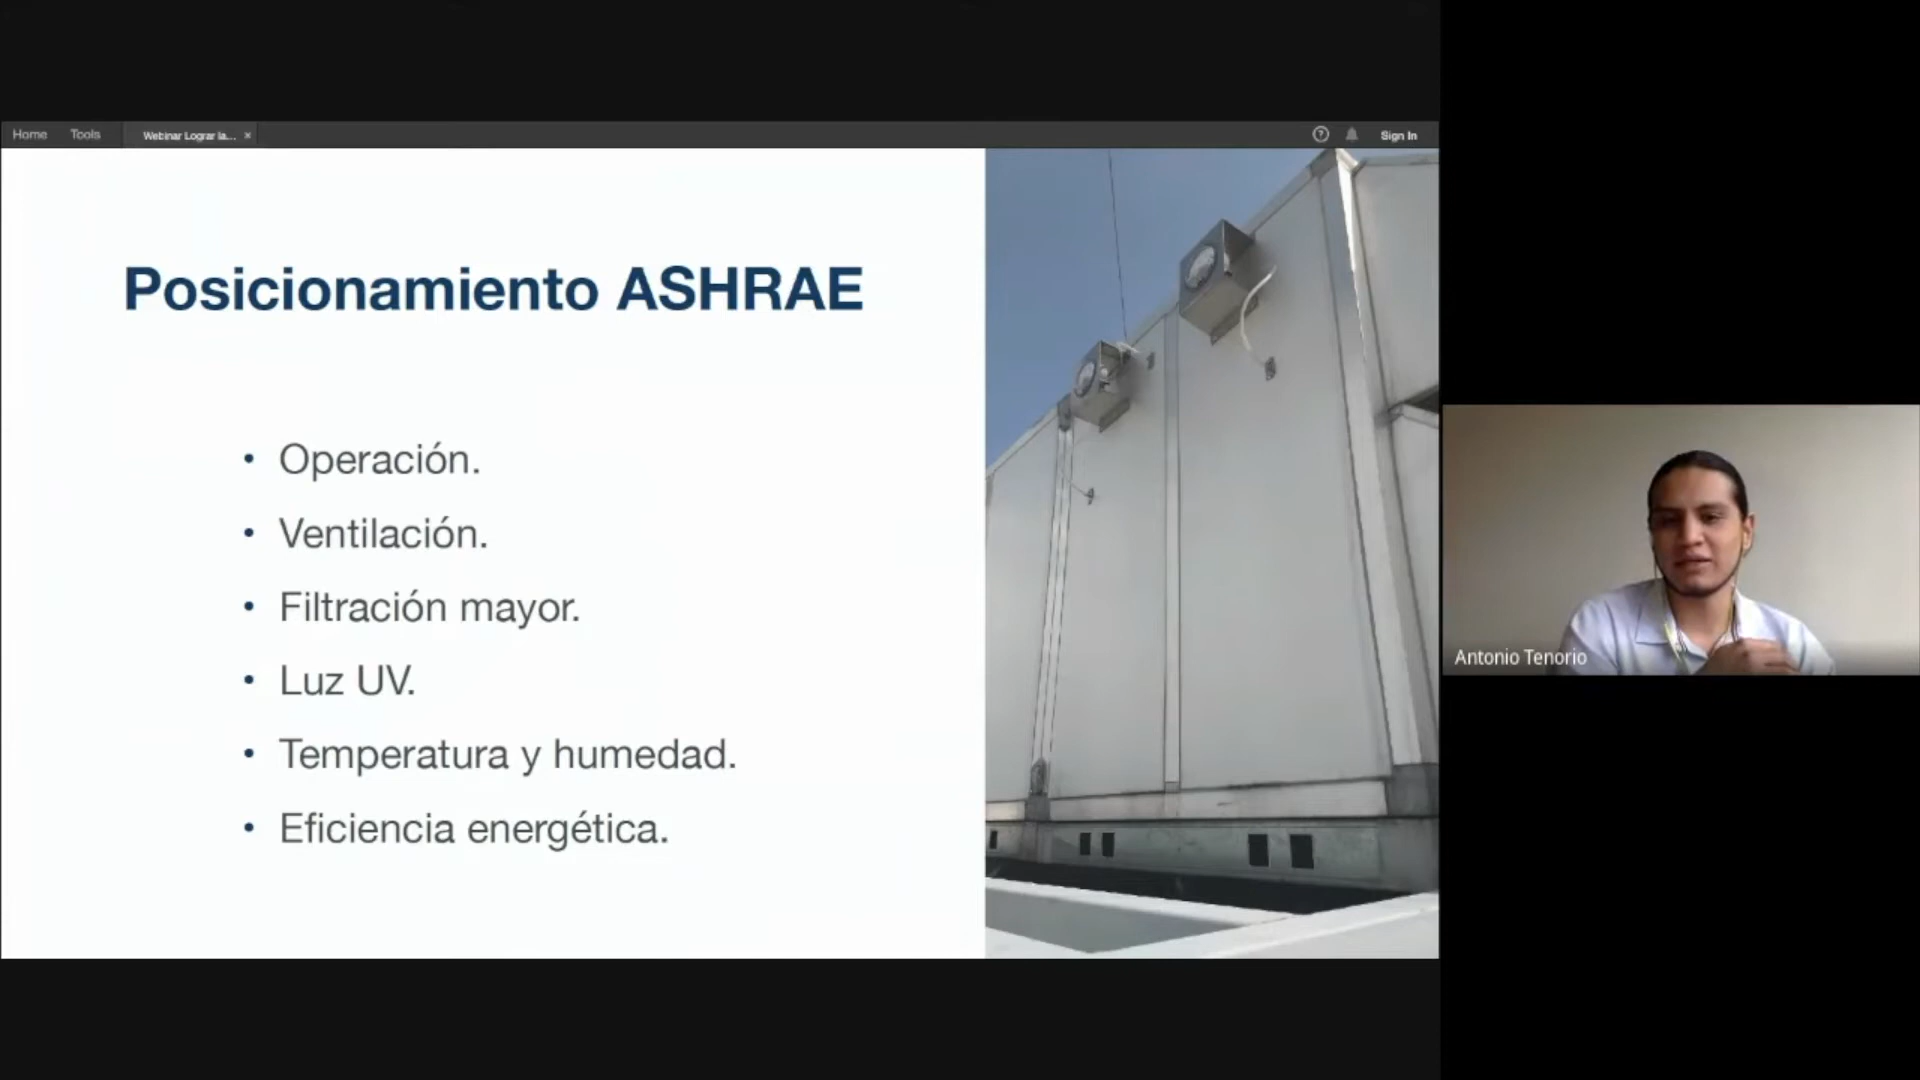 Home Tools Webinar Lograr la... × ? Sign In
Posicionamiento ASHRAE
• Operación.
• Ventilación.
• Filtración mayor.
• Luz UV.
• Temperatura y humedad.
• Eficiencia energética.
Antonio Tenorio